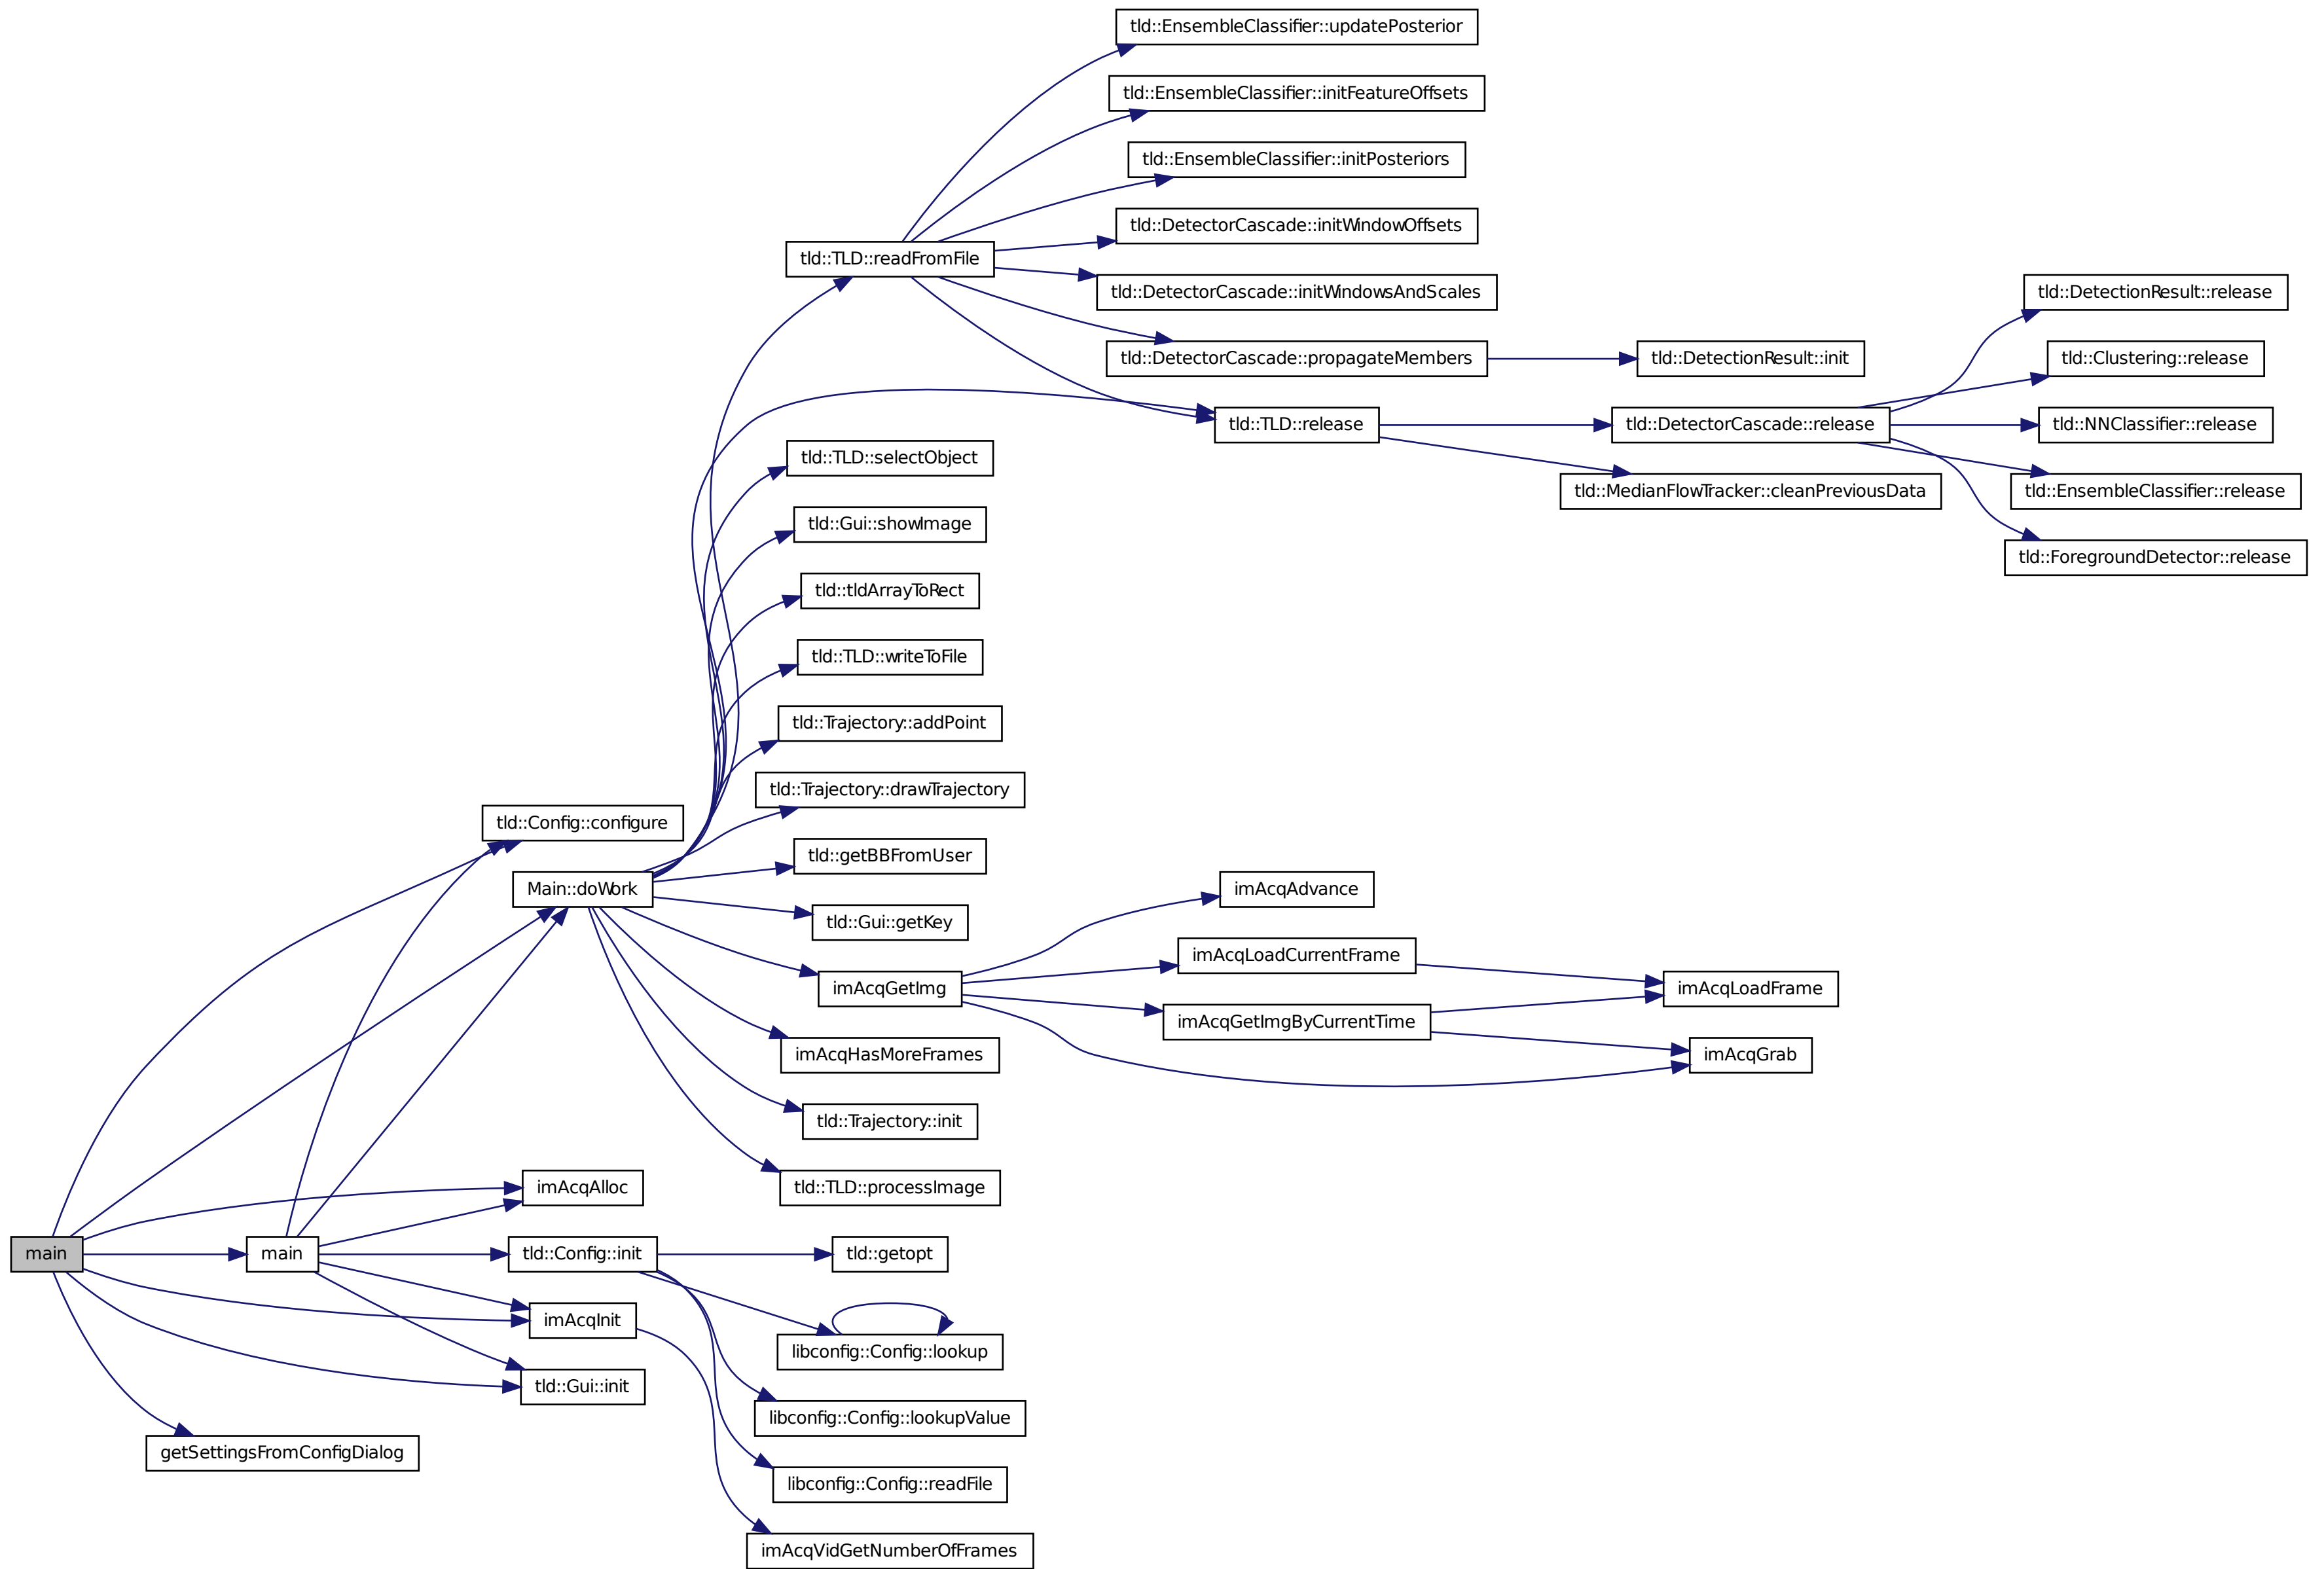 tld::EnsembleClassifier::updatePosterior
tld::EnsembleClassifier::initFeatureOffsets
tld::EnsembleClassifier::initPosteriors
tld::DetectorCascade::initWindowOffsets
tld::TLD::readFromFile
tld::DetectorCascade::initWindowsAndScales
tld::DetectionResult::release
tld::DetectorCascade::propagateMembers
tld::DetectionResult::init
tld::Clustering::release
tld::TLD::release
tld::DetectorCascade::release
tld::NNClassifier::release
tld::TLD::selectObject
tld::MedianFlowTracker::cleanPreviousData
tld::EnsembleClassifier::release
tld::Gui::showImage
tld::ForegroundDetector::release
tld::tldArrayToRect
tld::TLD::writeToFile
tld::Trajectory::addPoint
tld::Trajectory::drawTrajectory
tld::Config::configure
tld::getBBFromUser
Main::doWork
imAcqAdvance
tld::Gui::getKey
imAcqLoadCurrentFrame
imAcqGetImg
imAcqLoadFrame
imAcqGetImgByCurrentTime
imAcqHasMoreFrames
imAcqGrab
tld::Trajectory::init
imAcqAlloc
tld::TLD::processImage
main
main
tld::Config::init
tld::getopt
imAcqInit
libconfig::Config::lookup
tld::Gui::init
libconfig::Config::lookupValue
getSettingsFromConfigDialog
libconfig::Config::readFile
imAcqVidGetNumberOfFrames